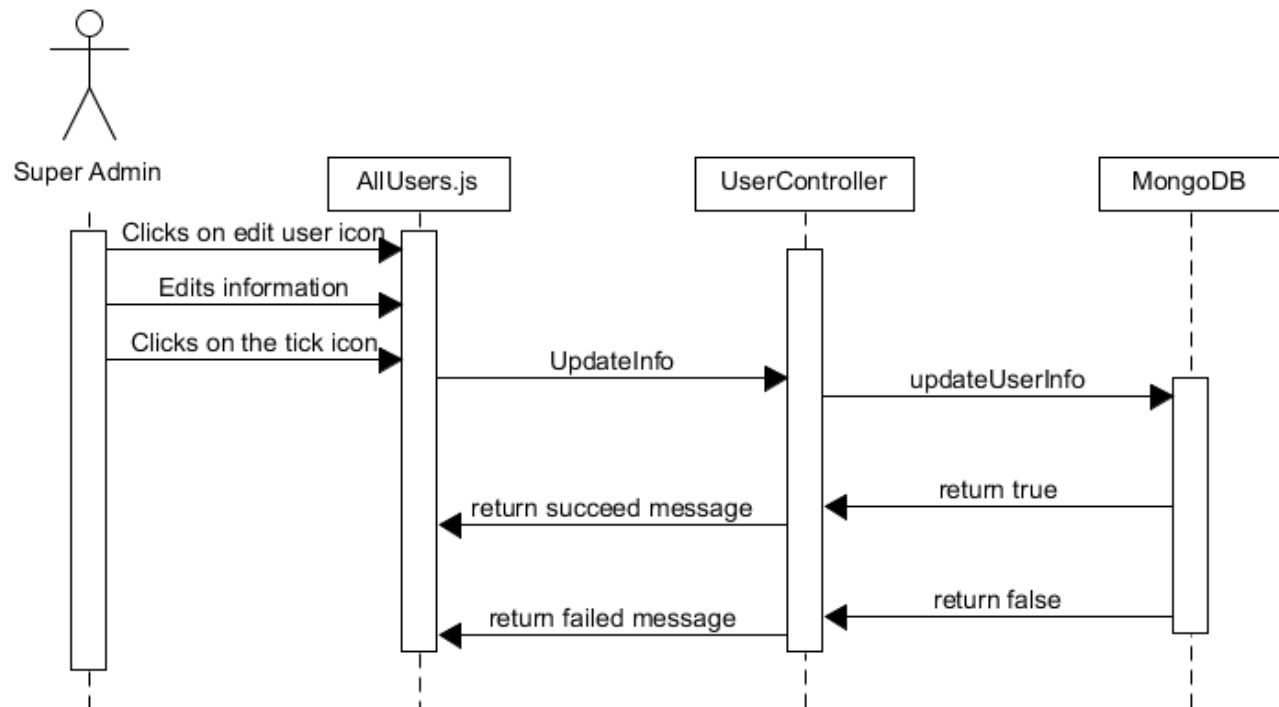 Super Admin
AllUsers.js
UserController
MongoDB
Clicks on edit user icon
Edits information
Clicks on the tick icon
UpdateInfo
updateUserInfo
return true
return succeed message
return false
return failed message